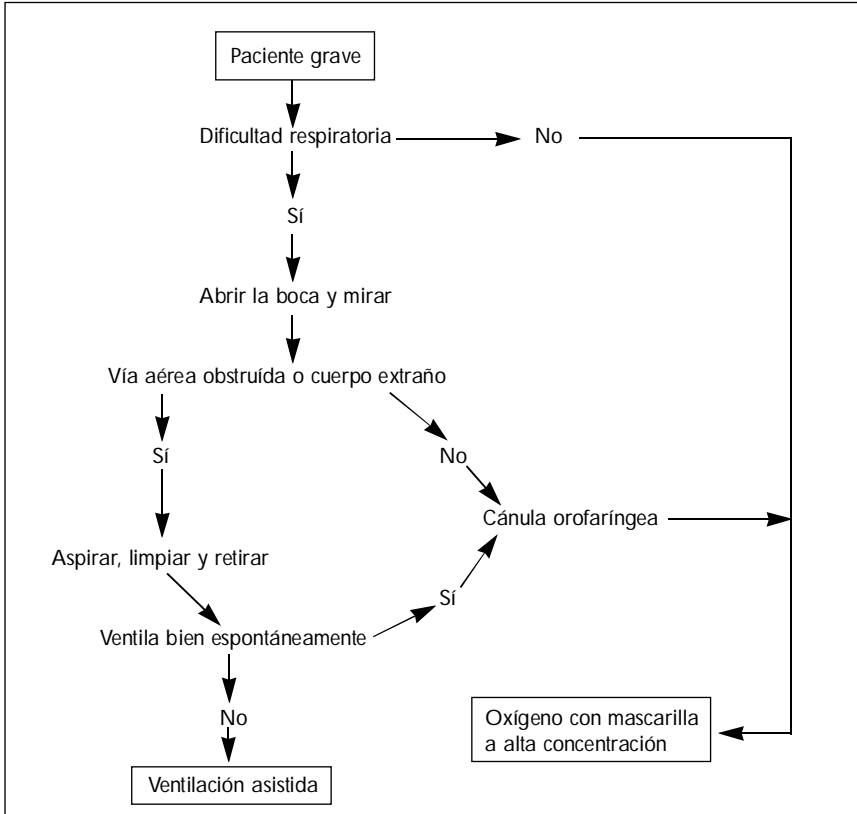 Paciente grave
Dificultad respiratoria
No
Sí
Abrir la boca y mirar
Vía aérea obstruída o cuerpo extraño
Sí
No
Cánula orofaríngea
Aspirar, limpiar y retirar
Sí
Ventila bien espontáneamente
No
Oxígeno con mascarilla
a alta concentración
Ventilación asistida